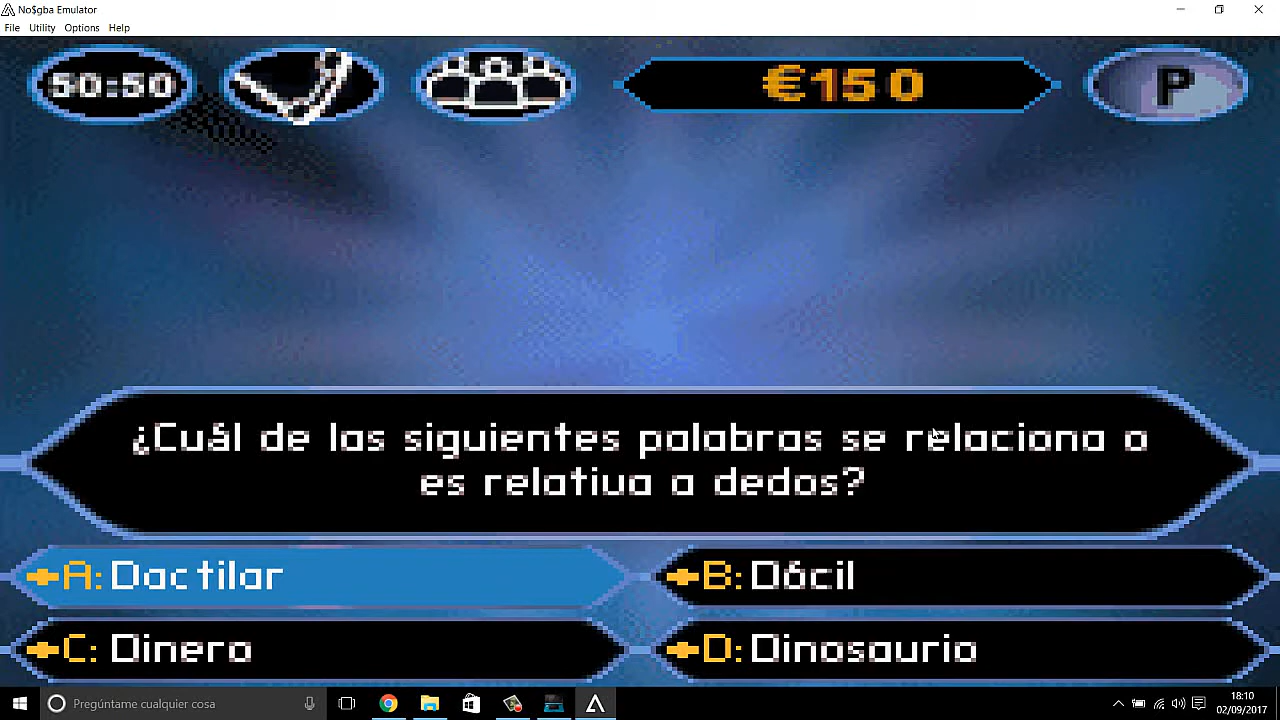 No$gba Emulator
File Utility Options Help
50:50
€150
P
¿Cuál de las siguientes palabras se relaciona o
es relativa a dedos?
A: Dactilar
B: Dócil
C: Dinero
D: Dinosaurio
Pregúntame cualquier cosa
18:10
02/09/2017